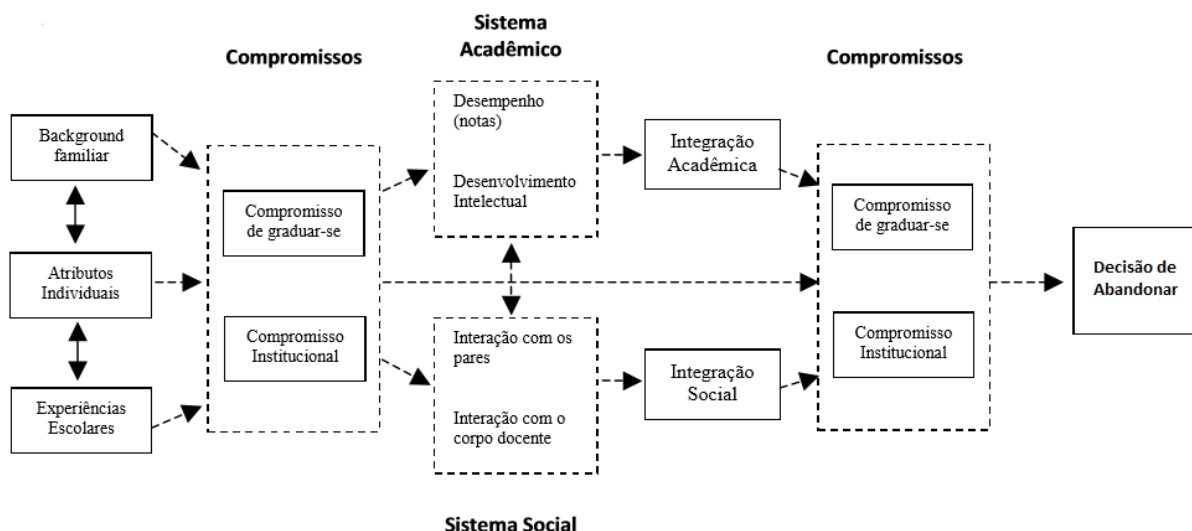 Compromissos
Sistema
Acadêmico
Compromissos
Background
familiar
Atributos
Individuais
Experiências
Escolares
Compromisso
de graduar-se
Compromisso
Institucional
Desempenho
(notas)
Desenvolvimento
Intelectual
Interação com os
pares
Interação com o
corpo docente
Integração
Acadêmica
Integração
Social
Compromisso
de graduar-se
Compromisso
Institucional
Decisão de
Abandonar
Sistema Social